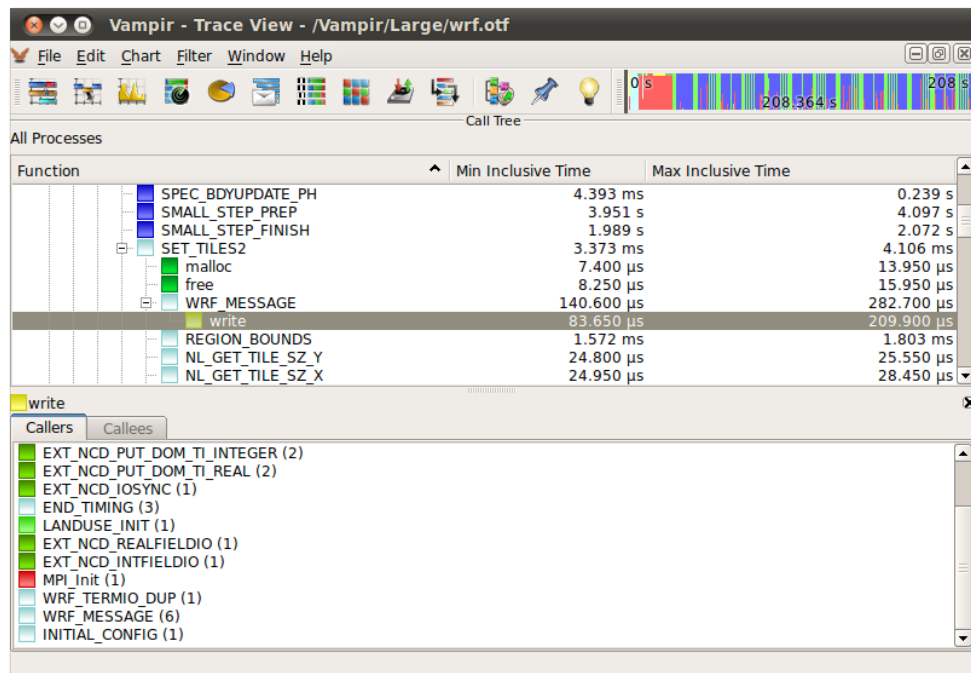 Vampir - Trace View - /Vampir/Large/wrf.otf
File Edit Chart Filter Window Help
0 s 208 s
208.364 s
Call Tree
All Processes
Function Min Inclusive Time Max Inclusive Time
SPEC_BDYUPDATE_PH 4.393 ms 0.239 s
SMALL_STEP_PREP 3.951 s 4.097 s
SMALL_STEP_FINISH 1.989 s 2.072 s
SET_TILES2 3.373 ms 4.106 ms
malloc 7.400 µs 13.950 µs
free 8.250 µs 15.950 µs
WRF_MESSAGE 140.600 µs 282.700 µs
write 83.650 µs 209.900 µs
REGION_BOUNDS 1.572 ms 1.803 ms
NL_GET_TILE_SZ_Y 24.800 µs 25.550 µs
NL_GET_TILE_SZ_X 24.950 µs 28.450 µs
write
Callers Callees
EXT_NCD_PUT_DOM_TI_INTEGER (2)
EXT_NCD_PUT_DOM_TI_REAL (2)
EXT_NCD_IOSYNC (1)
END_TIMING (3)
LANDUSE_INIT (1)
EXT_NCD_REALFIELDIO (1)
EXT_NCD_INTFIELDIO (1)
MPI_Init (1)
WRF_TERMIO_DUP (1)
WRF_MESSAGE (6)
INITIAL_CONFIG (1)